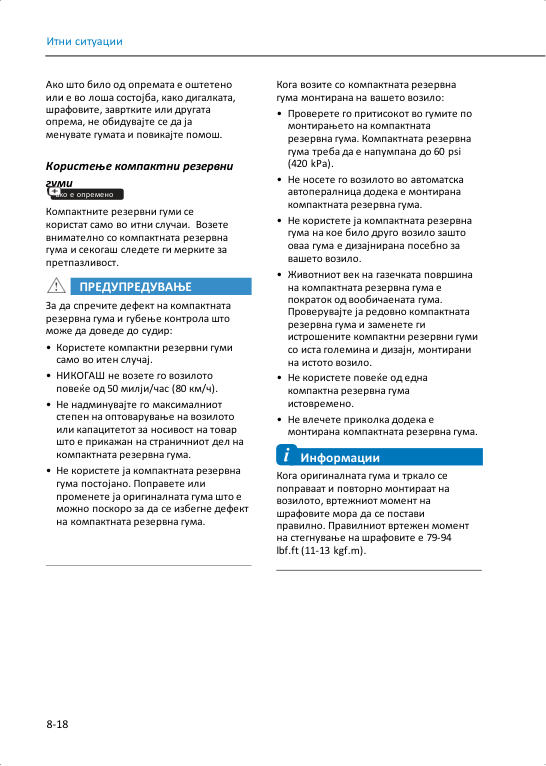 Итни ситуации
Ако што било од опремата е оштетено
или е во лоша состојба, како дигалката,
шрафовите, завртките или другата
опрема, не обидувајте се да ја
менувате гумата и повикајте помош.
Користење компактни резервни
гуми
ако е опремено
Компактните резервни гуми се
користат само во итни случаи. Возете
внимателно со компактната резервна
гума и секогаш следете ги мерките за
претпазливост.
ПРЕДУПРЕДУВАЊЕ
За да спречите дефект на компактната
резервна гума и губење контрола што
може да доведе до судир:
• Користете компактни резервни гуми
само во итен случај.
• НИКОГАШ не возете го возилото
повеќе од 50 милји/час (80 км/ч).
• Не надминувајте го максималниот
степен на оптоварување на возилото
или капацитетот за носивост на товар
што е прикажан на страничниот дел на
компактната резервна гума.
• Не користете ја компактната резервна
гума постојано. Поправете или
променете ја оригиналната гума што е
можно поскоро за да се избегне дефект
на компактната резервна гума.
Кога возите со компактната резервна
гума монтирана на вашето возило:
• Проверете го притисокот во гумите по
монтирањето на компактната
резервна гума. Компактната резервна
гума треба да е напумпана до 60 psi
(420 kPa).
• Не носете го возилото во автоматска
автопералница додека е монтирана
компактната резервна гума.
• Не користете ја компактната резервна
гума на кое било друго возило зашто
оваа гума е дизајнирана посебно за
вашето возило.
• Животниот век на газечката површина
на компактната резервна гума е
пократок од вообичаената гума.
Проверувајте ја редовно компактната
резервна гума и заменете ги
истрошените компактни резервни гуми
со иста големина и дизајн, монтирани
на истото возило.
• Не користете повеќе од една
компактна резервна гума
истовремено.
• Не влечете приколка додека е
монтирана компактната резервна гума.
i Информации
Кога оригиналната гума и тркало се
поправаат и повторно монтираат на
возилото, вртежниот момент на
шрафовите мора да се постави
правилно. Правилниот вртежен момент
на стегнување на шрафовите е 79-94
lbf.ft (11-13 kgf.m).
8-18